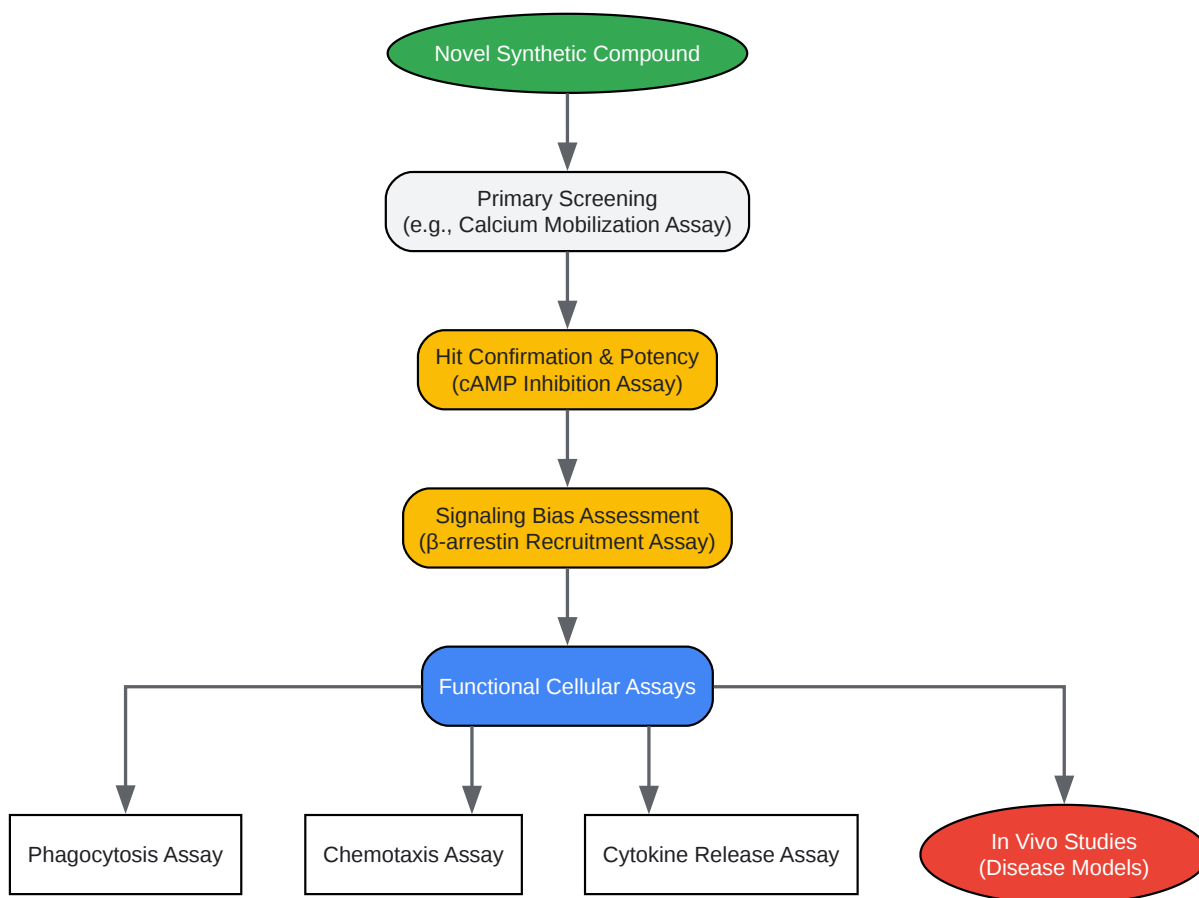 Novel Synthetic Compound
Primary Screening
(e.g., Calcium Mobilization Assay)
Hit Confirmation & Potency
(cAMP Inhibition Assay)
Signaling Bias Assessment
(β-arrestin Recruitment Assay)
Functional Cellular Assays
Phagocytosis Assay
Chemotaxis Assay
Cytokine Release Assay
In Vivo Studies
(Disease Models)